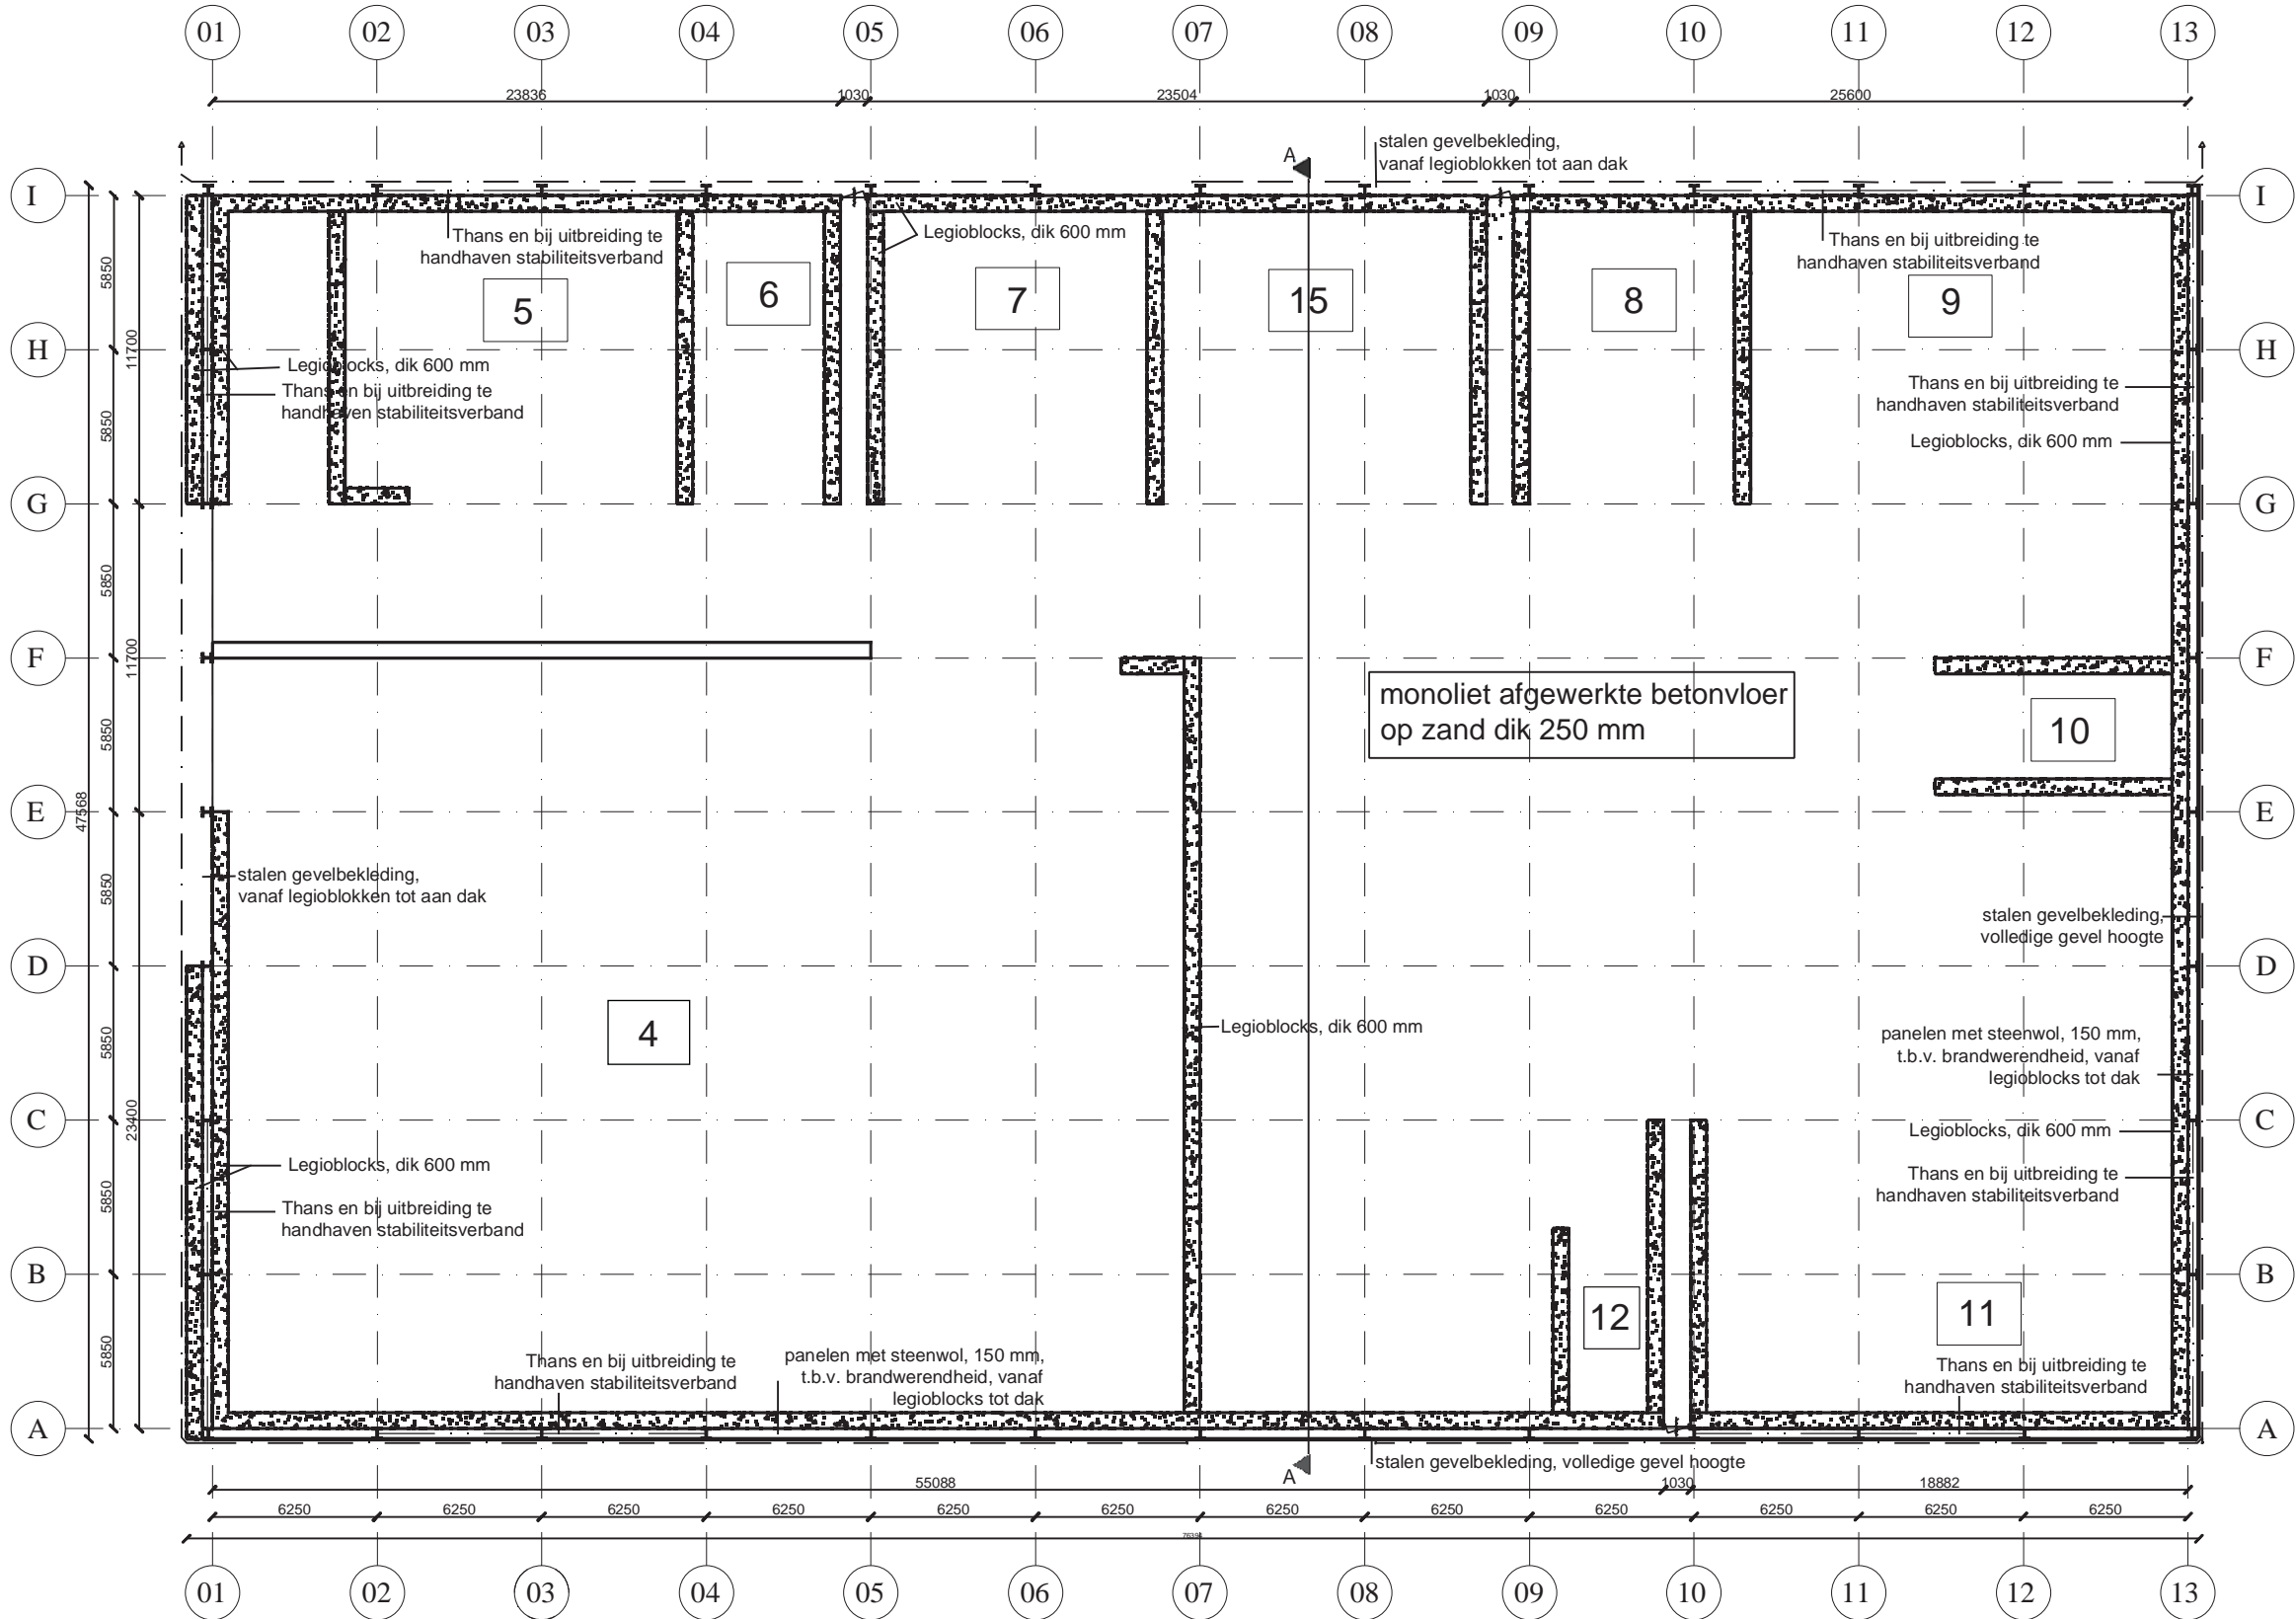 01 02 03 04 05 06 07 08 09 10 11 12 13
23836 1030 23504 1030 25600
stalen gevelbekleding,
vanaf legioblokken tot aan dak
A
I I
Thans en bij uitbreiding te
handhaven stabiliteitsverband
Legioblocks, dik 600 mm
Thans en bij uitbreiding te
handhaven stabiliteitsverband
5850
5 6 7 15 8 9
H H
11700
Legioblocks, dik 600 mm
Thans en bij uitbreiding te
handhaven stabiliteitsverband
Thans en bij uitbreiding te
handhaven stabiliteitsverband
Legioblocks, dik 600 mm
5850
G G
5850
F F
11700
monoliet afgewerkte betonvloer
op zand dik 250 mm
10
5850
E E
47568
stalen gevelbekleding,
vanaf legioblokken tot aan dak
5850
stalen gevelbekleding,
volledige gevel hoogte
D D
4
Legioblocks, dik 600 mm
5850
panelen met steenwol, 150 mm,
t.b.v. brandwerendheid, vanaf
legioblocks tot dak
C C
23400
Legioblocks, dik 600 mm
Legioblocks, dik 600 mm
Thans en bij uitbreiding te
handhaven stabiliteitsverband
5850
Thans en bij uitbreiding te
handhaven stabiliteitsverband
B B
12 11
5850
Thans en bij uitbreiding te
handhaven stabiliteitsverband
panelen met steenwol, 150 mm,
t.b.v. brandwerendheid, vanaf
legioblocks tot dak
Thans en bij uitbreiding te
handhaven stabiliteitsverband
A A
A
stalen gevelbekleding, volledige gevel hoogte
55088 1030 18882
6250 6250 6250 6250 6250 6250 6250 6250 6250 6250 6250 6250
01 02 03 04 05 06 07 08 09 10 11 12 13